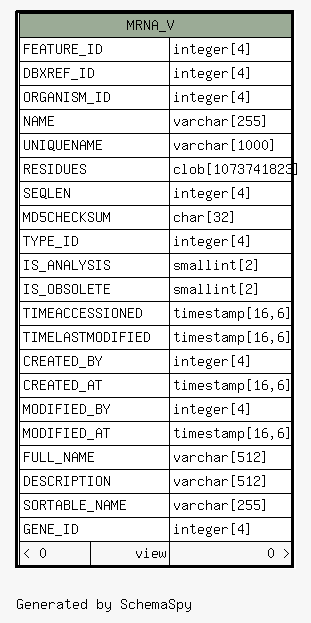 MRNA_V
FEATURE_ID integer[4]
DBXREF_ID integer[4]
ORGANISM_ID integer[4]
NAME varchar[255]
UNIQUENAME varchar[1000]
RESIDUES clob[1073741823]
SEQLEN integer[4]
MD5CHECKSUM char[32]
TYPE_ID integer[4]
IS_ANALYSIS smallint[2]
IS_OBSOLETE smallint[2]
TIMEACCESSIONED timestamp[16,6]
TIMELASTMODIFIED timestamp[16,6]
CREATED_BY integer[4]
CREATED_AT timestamp[16,6]
MODIFIED_BY integer[4]
MODIFIED_AT timestamp[16,6]
FULL_NAME varchar[512]
DESCRIPTION varchar[512]
SORTABLE_NAME varchar[255]
GENE_ID integer[4]
< 0 view 0 >
Generated by SchemaSpy